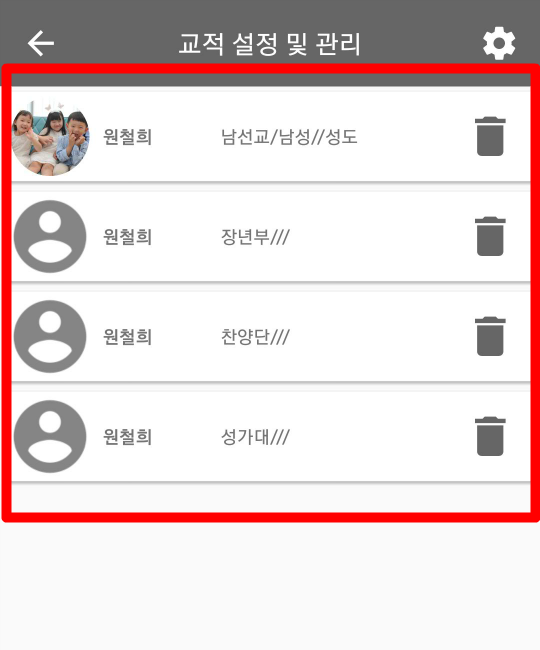 교적 설정 및 관리
원철희 남선교/남성//성도
원철희 장년부///
원철희 찬양단///
원철희 성가대///